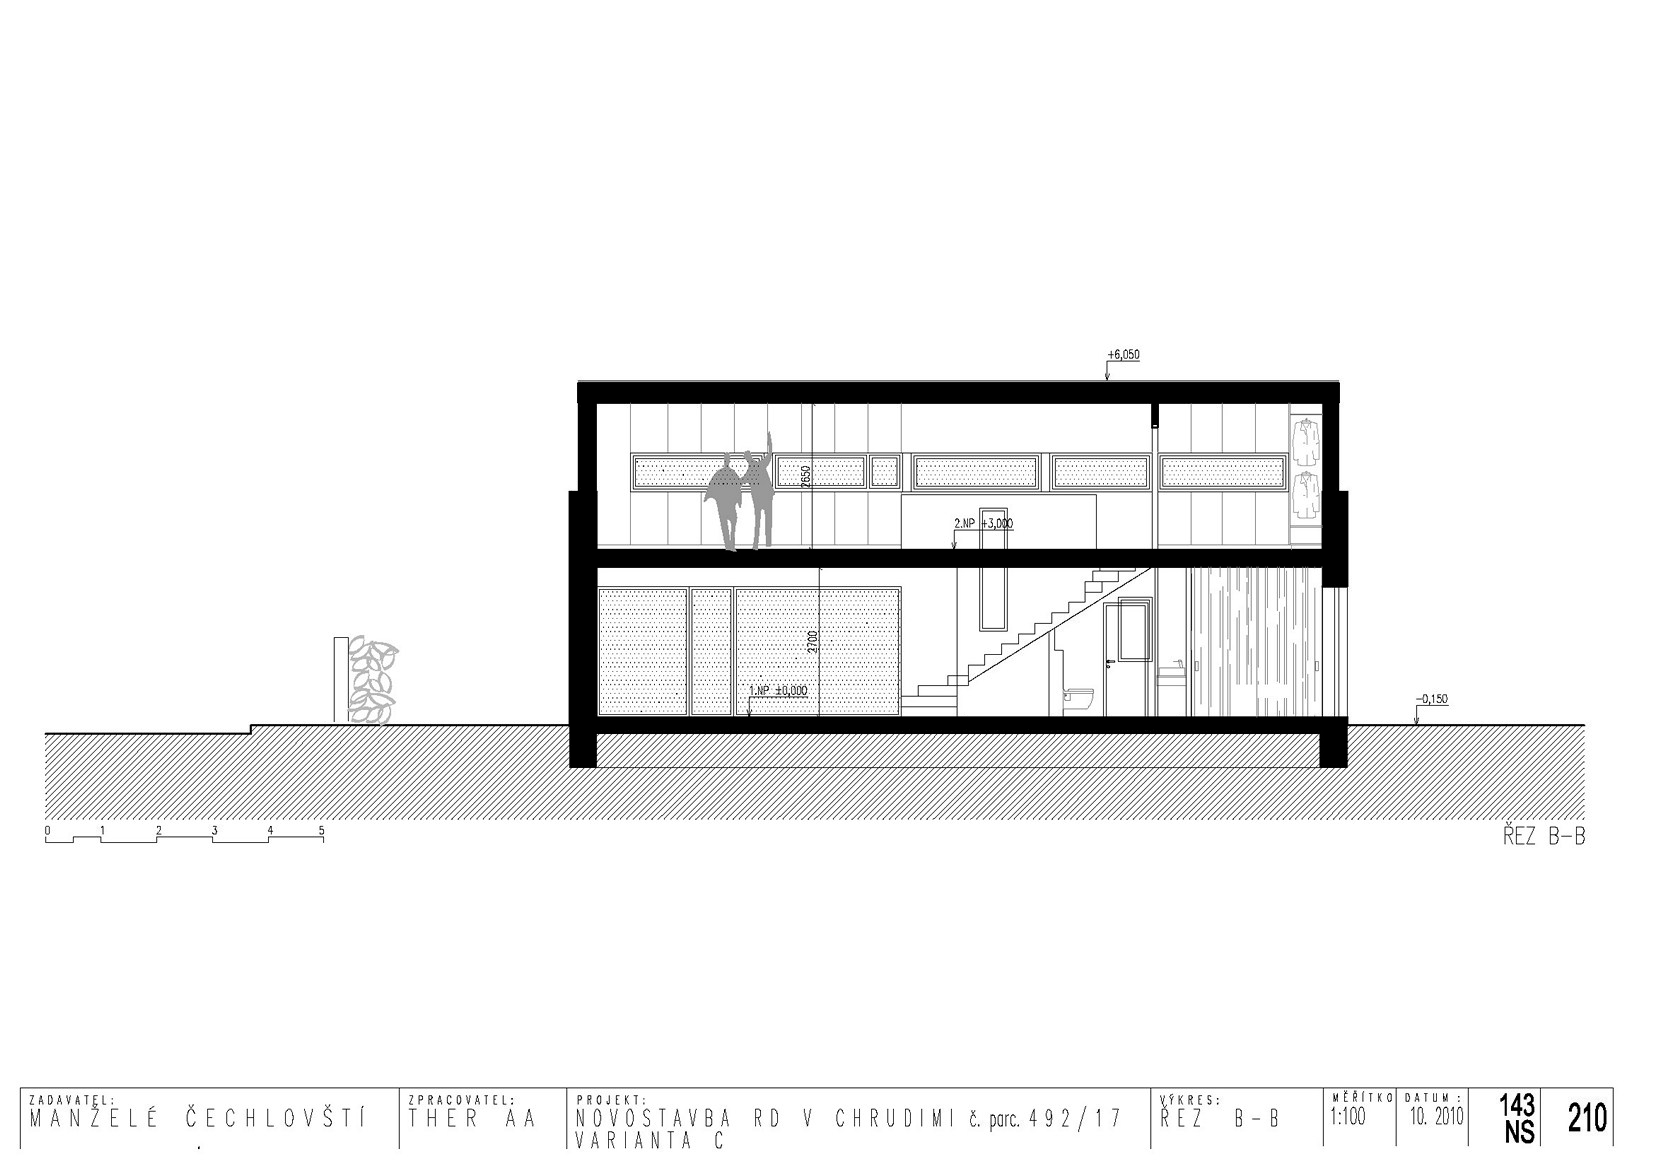 +6,050
2650
2.NP +3,000
2700
1.NP ±0,000
-0,150
0 1 2 3 4 5
ŘEZ B-B
ZADAVATEL:
MANŽELÉ ČECHLOVŠTÍ
ZPRACOVATEL:
THER AA
PROJEKT:
NOVOSTAVBA RD V CHRUDIMI č. parc. 492/17
VARIANTA C
VÝKRES:
ŘEZ B-B
MĚŘÍTKO
1:100
DATUM :
10. 2010
143
NS
210